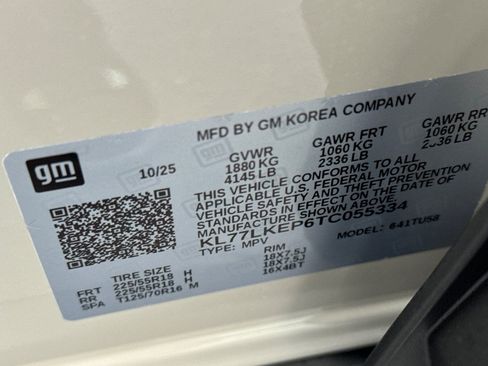 MFD BY GM KOREA COMPANY
gm
10/25
GVWR GAWR FRT GAWR RR
1880 KG 1060 KG 1060 KG
4145 LB 2336 LB 2336 LB
THIS VEHICLE CONFORMS TO ALL
APPLICABLE U.S. FEDERAL MOTOR
VEHICLE SAFETY AND THEFT PREVENTION
STANDARDS IN EFFECT ON THE DATE OF
MANUFACTURE SHOWN ABOVE.
KL77LKEP6TC055334
TYPE: MPV MODEL: 641TU58
TIRE SIZE RIM
FRT 225/55R18 H 18X7.5J
RR 225/55R18 H 18X7.5J
SPA T125/70R16 M 16X4BT